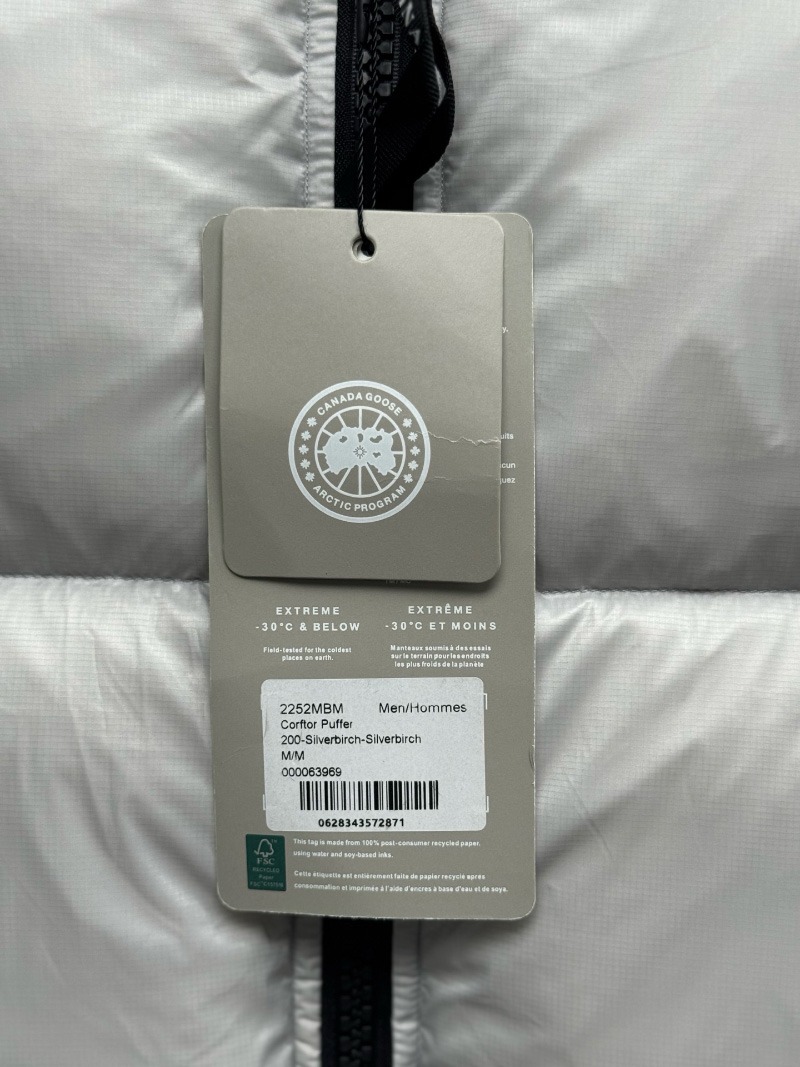 CANADA GOOSE
ARCTIC PROGRAM
EXTREME
-30°C & BELOW
Field-tested for the coldest
places on earth.
EXTRÊME
-30°C ET MOINS
Manteaux soumis à des essais
sur le terrain pour les endroits
les plus froids de la planète
2252MBM Men/Hommes
Corftor Puffer
200-Silverbirch-Silverbirch
M/M
000063969
0628343572871
FSC
RECYCLED
Paper
This tag is made from 100% post-consumer recycled paper,
using water and soy-based inks.
Cette étiquette est entièrement faite de papier recyclé après
consommation et imprimée à l'aide d'encres à base d'eau et de soya.